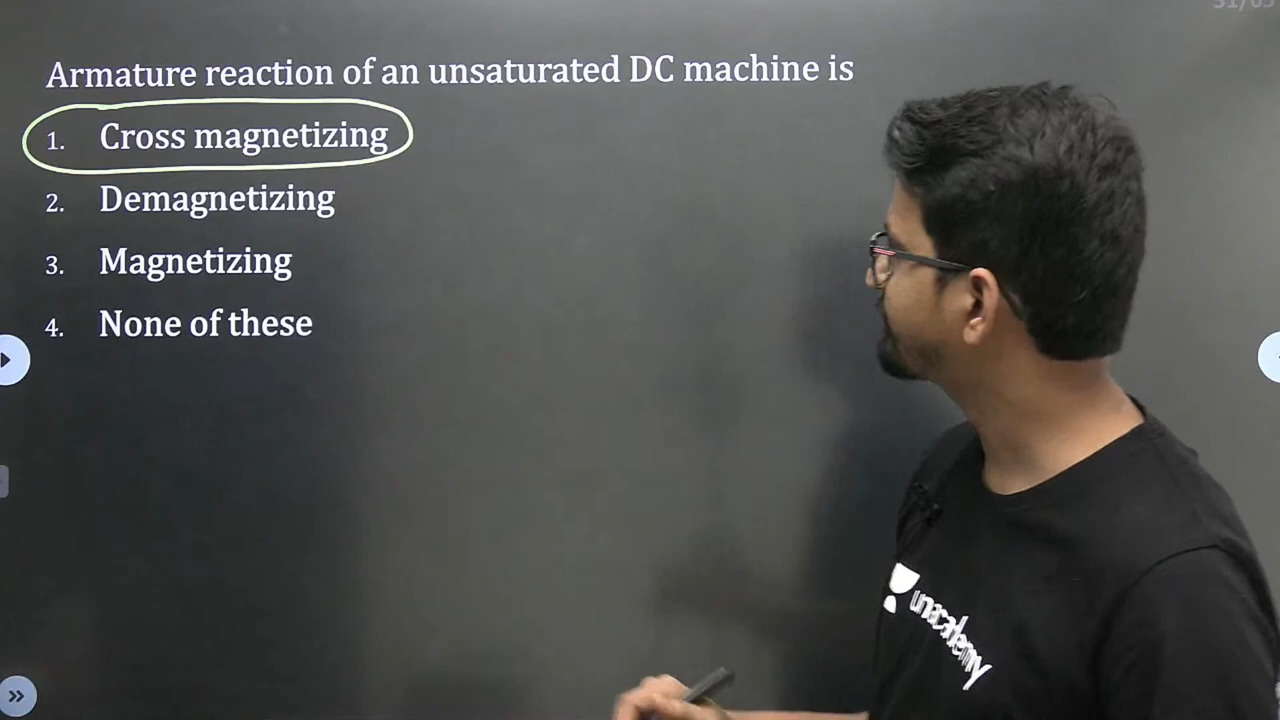 Armature reaction of an unsaturated DC machine is
1. Cross magnetizing
2. Demagnetizing
3. Magnetizing
4. None of these
unacademy